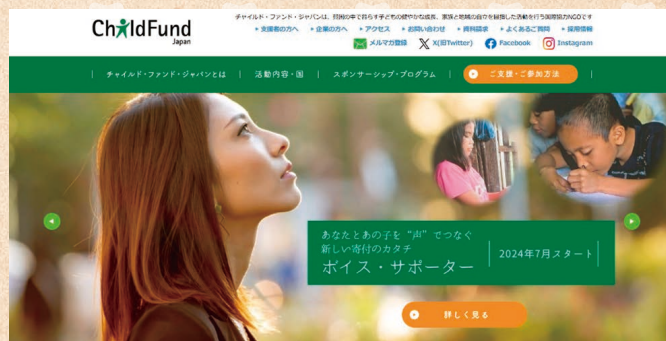 ChildFund
Japan
チャイルド・ファンド・ジャパンは、貧困の中で暮らす子どもの健やかな成長、家族と地域の自立を目指した活動を行う国際協力NGOです
支援者の方へ 企業の方へ アクセス お問い合わせ 資料請求 よくあるご質問 採用情報
メルマガ登録 X(旧Twitter) Facebook Instagram
チャイルド・ファンド・ジャパンとは | 活動内容・国 | スポンサーシップ・プログラム | ご支援・ご参加方法
あなたとあの子を“声”でつなぐ
新しい寄付のカタチ
ボイス・サポーター
2024年7月スタート
詳しく見る